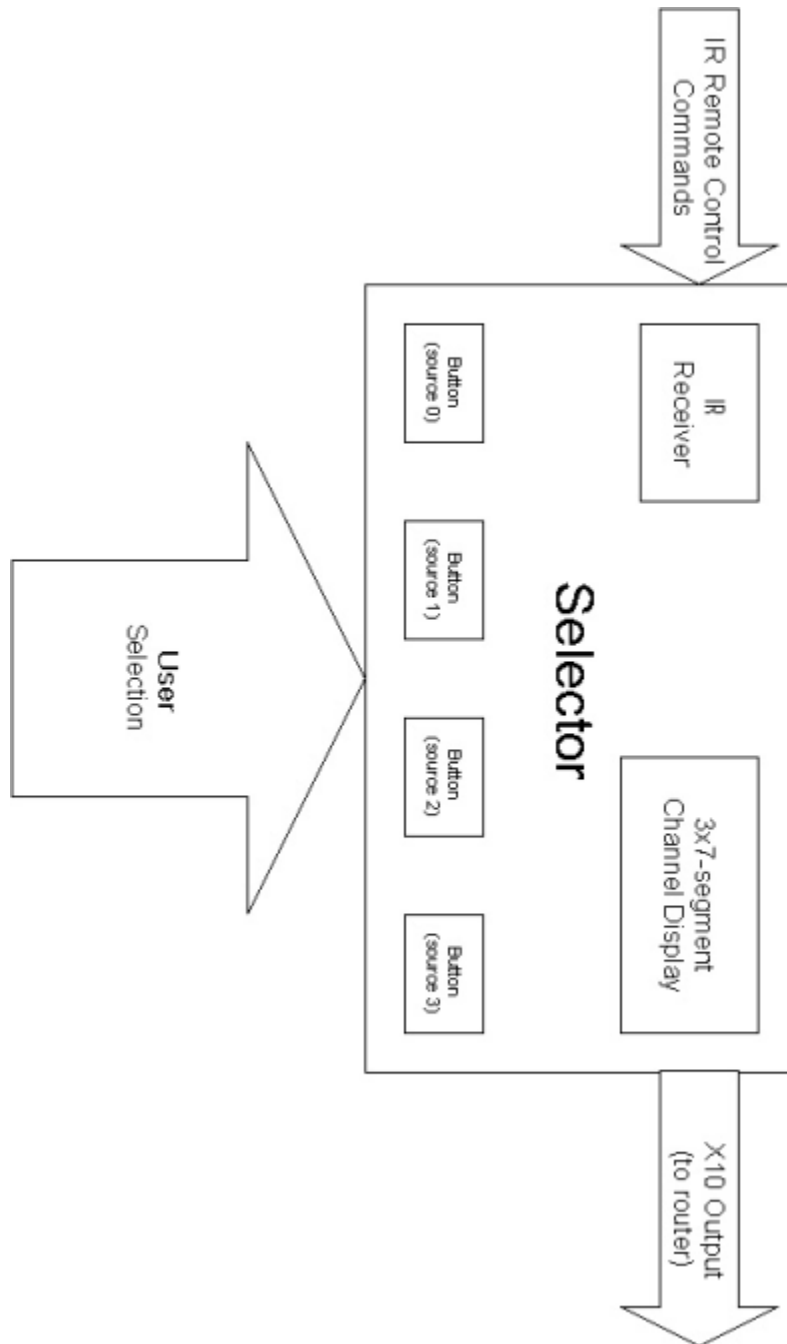 IR Remote Control
Commands
IR
Receiver
3x7-segment
Channel Display
X10 Output
(to router)
Selector
Button
(source 0)
Button
(source 1)
Button
(source 2)
Button
(source 3)
User
Selection